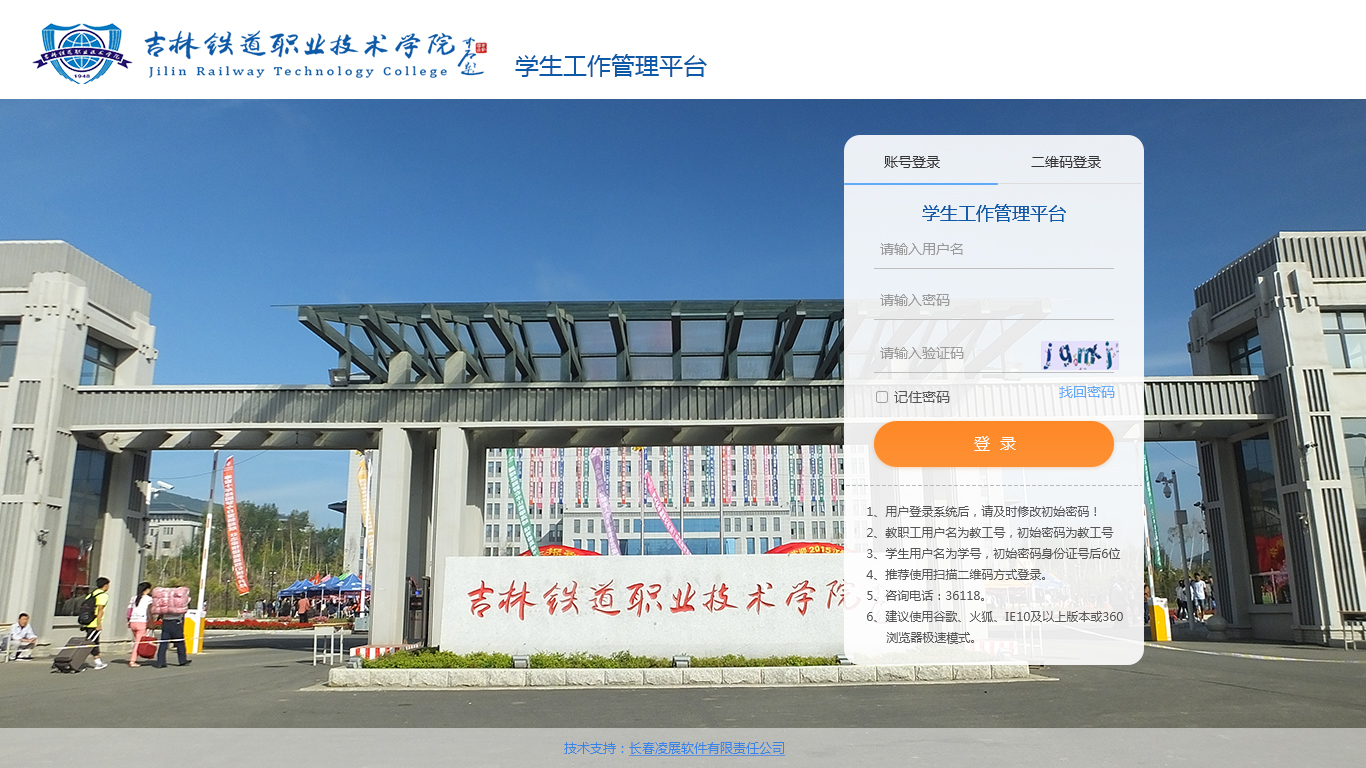 吉林铁道职业技术学院
Jilin Railway Technology College
1948
学生工作管理平台
账号登录
二维码登录
学生工作管理平台
请输入用户名
请输入密码
请输入验证码
记住密码
找回密码
登 录
1、用户登录系统后，请及时修改初始密码！
2、教职工用户名为教工号，初始密码为教工号
3、学生用户名为学号，初始密码身份证号后6位
4、推荐使用扫描二维码方式登录。
5、咨询电话：36118。
6、建议使用谷歌、火狐、IE10及以上版本或360
浏览器极速模式。
吉林铁道职业技术学院
技术支持：长春凌展软件有限责任公司